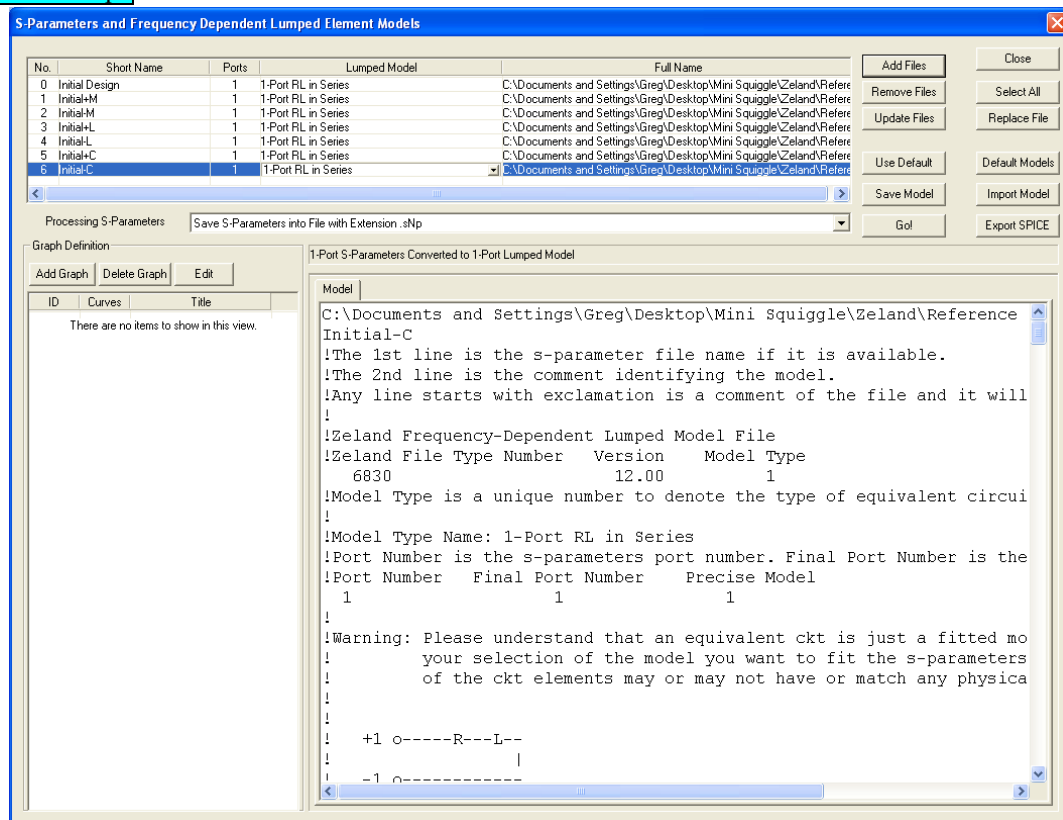 S-Parameters and Frequency Dependent Lumped Element Models
No. Short Name Ports Lumped Model Full Name
0 Initial Design 1 1-Port RL in Series C:\Documents and Settings\Greg\Desktop\Mini Squiggle\Zeland\Refere
1 Initial+M 1 1-Port RL in Series C:\Documents and Settings\Greg\Desktop\Mini Squiggle\Zeland\Refere
2 Initial-M 1 1-Port RL in Series C:\Documents and Settings\Greg\Desktop\Mini Squiggle\Zeland\Refere
3 Initial+L 1 1-Port RL in Series C:\Documents and Settings\Greg\Desktop\Mini Squiggle\Zeland\Refere
4 Initial-L 1 1-Port RL in Series C:\Documents and Settings\Greg\Desktop\Mini Squiggle\Zeland\Refere
5 Initial+C 1 1-Port RL in Series C:\Documents and Settings\Greg\Desktop\Mini Squiggle\Zeland\Refere
6 Initial-C 1 1-Port RL in Series C:\Documents and Settings\Greg\Desktop\Mini Squiggle\Zeland\Refere
Add Files Close
Remove Files Select All
Update Files Replace File
Use Default Default Models
Save Model Import Model
Go! Export SPICE
Processing S-Parameters Save S-Parameters into File with Extension .sNp
Graph Definition
Add Graph Delete Graph Edit
ID Curves Title
There are no items to show in this view.
1-Port S-Parameters Converted to 1-Port Lumped Model
Model
C:\Documents and Settings\Greg\Desktop\Mini Squiggle\Zeland\Reference
Initial-C
!The 1st line is the s-parameter file name if it is available.
!The 2nd line is the comment identifying the model.
!Any line starts with exclamation is a comment of the file and it will
!
!Zeland Frequency-Dependent Lumped Model File
!Zeland File Type Number Version Model Type
6830 12.00 1
!Model Type is a unique number to denote the type of equivalent circui
!
!Model Type Name: 1-Port RL in Series
!Port Number is the s-parameters port number. Final Port Number is the
!Port Number Final Port Number Precise Model
1 1 1
!
!Warning: Please understand that an equivalent ckt is just a fitted mo
! your selection of the model you want to fit the s-parameters
! of the ckt elements may or may not have or match any physica
!
!
! +1 o-----R---L--
! |
! -1 o------------